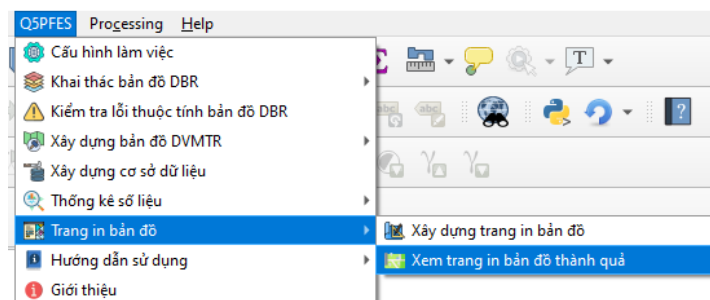 Q5PFES Processing Help
Cấu hình làm việc
Khai thác bản đồ DBR
Kiểm tra lỗi thuộc tính bản đồ DBR
Xây dựng bản đồ DVMTR
Xây dựng cơ sở dữ liệu
Thống kê số liệu
Trang in bản đồ
Xây dựng trang in bản đồ
Hướng dẫn sử dụng
Xem trang in bản đồ thành quả
Giới thiệu